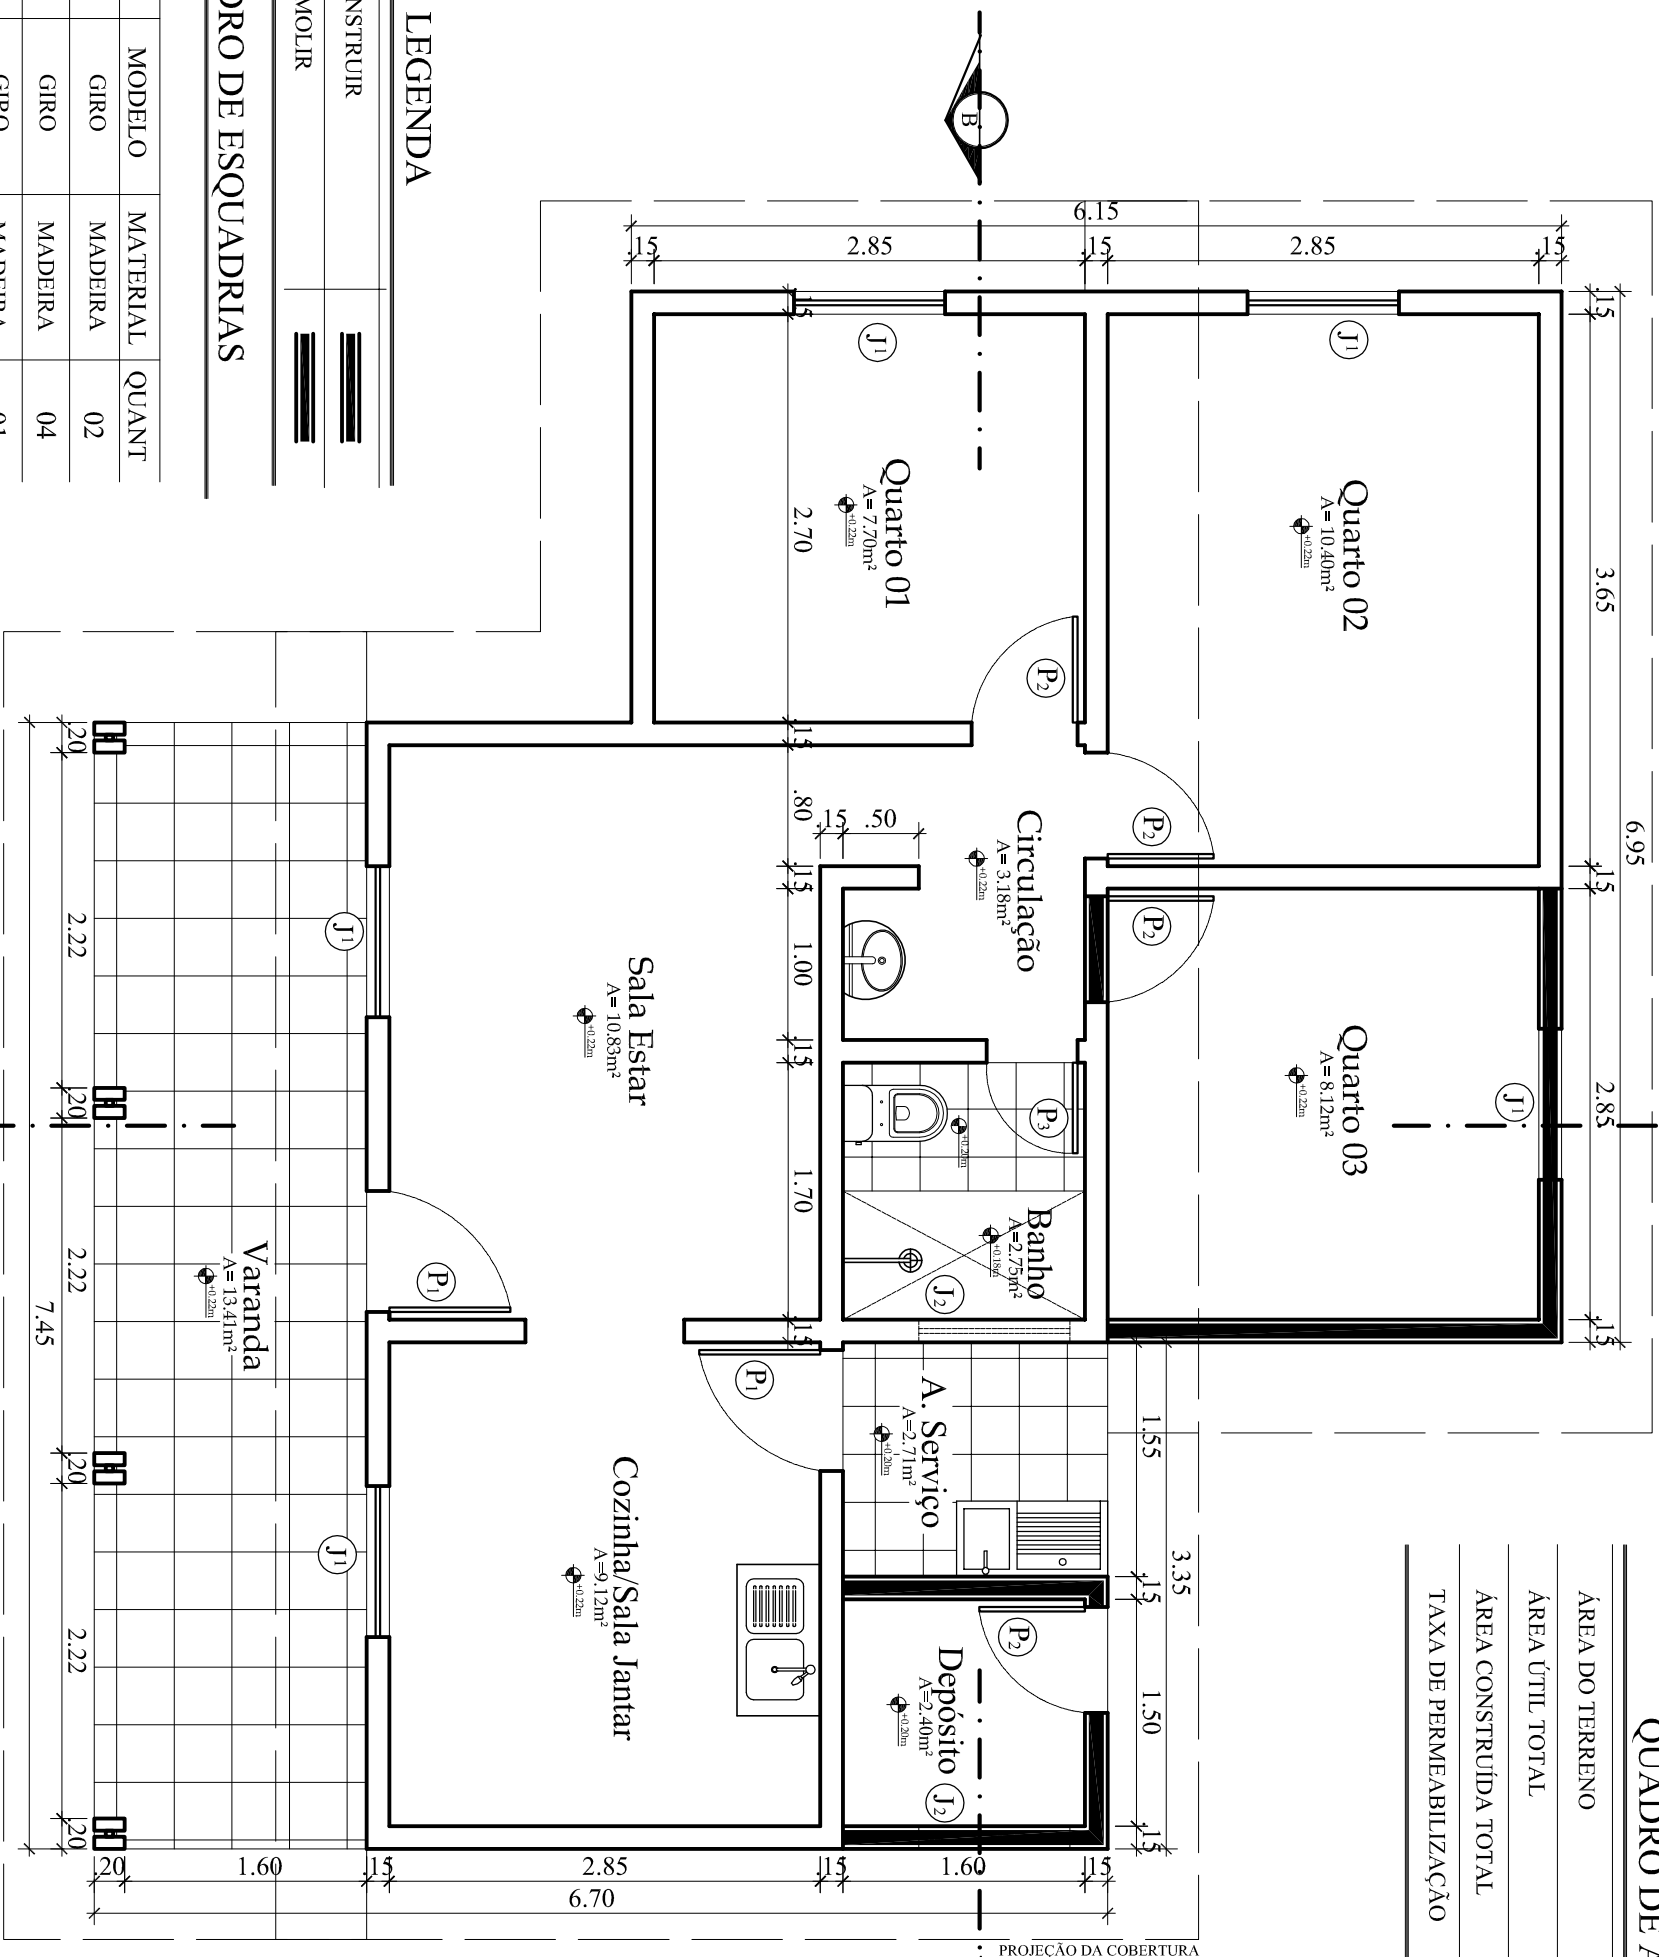 LEGENDA
NSTRUIR
MOLIR
DRO DE ESQUADRIAS
MODELO MATERIAL QUANT
GIRO MADEIRA 02
GIRO MADEIRA 04
GIRO MADEIRA 01
QUADRO DE A
ÁREA DO TERRENO
ÁREA ÚTIL TOTAL
ÁREA CONSTRUÍDA TOTAL
TAXA DE PERMEABILIZAÇÃO
B
6.15
.15 2.85 .15 2.85 .15
Quarto 02
A= 10.40m²
+0.22m
J1
P2
Quarto 01
A= 7.70m²
+0.22m
J1
P2
Quarto 03
A= 8.12m²
+0.22m
J1
P2
Circulação
A= 3.18m²
+0.22m
.15 .50
Banho
A=2.75m²
+0.18m
+0.20m
P3
J2
Sala Estar
A= 10.83m²
+0.22m
J1
P1
Cozinha/Sala Jantar
A=9.12m²
+0.22m
J1
P1
A. Serviço
A=2.71m²
+0.20m
Depósito
A=2.40m²
+0.20m
P2
J2
Varanda
A= 13.41m²
+0.22m
6.95
.15 3.65 .15 2.85 .15
.15 2.70 .15 .80 .15 1.00 .15 1.70 .15
3.35
1.55 .15 1.50 .15
.20 2.22 .20 2.22 .20 2.22 .20
7.45
.20 1.60 .15 2.85 .15 1.60 .15
6.70
PROJEÇÃO DA COBERTURA